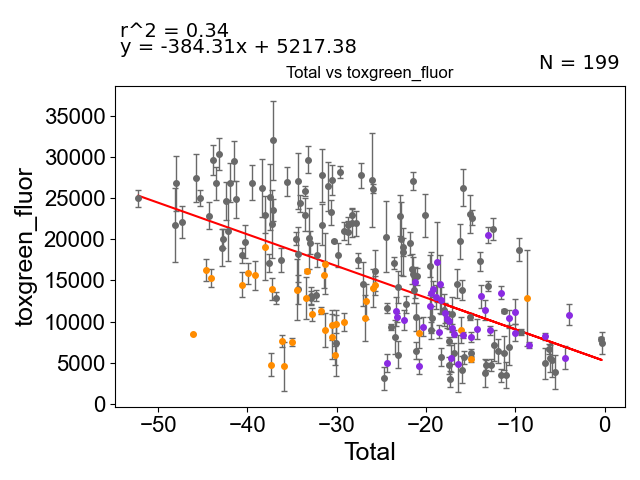 r^2 = 0.34
y = -384.31x + 5217.38
N = 199
Total vs toxgreen_fluor
35000
30000
25000
20000
15000
10000
5000
0
toxgreen_fluor
−50
−40
−30
−20
−10
0
Total